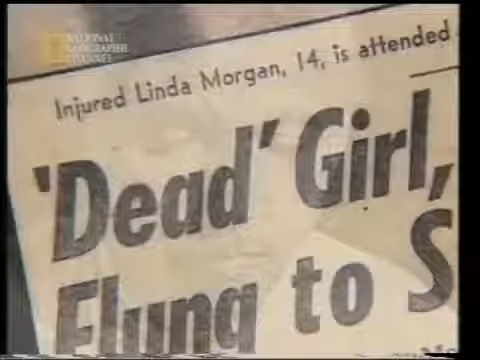 NATIONAL
GEOGRAPHIC
CHANNEL
Injured Linda Morgan, 14, is attended
'Dead' Girl,
Flung to S